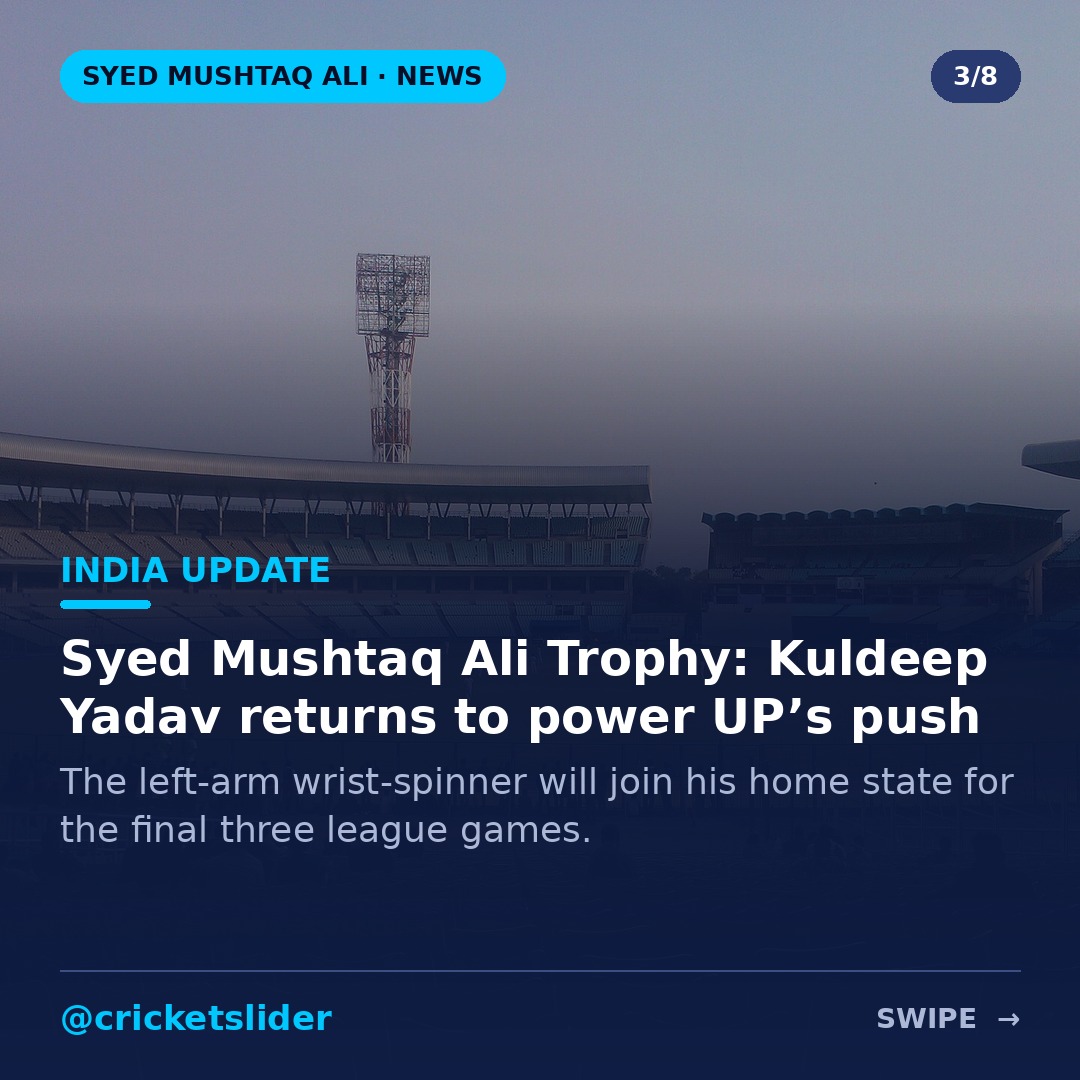 SYED MUSHTAQ ALI · NEWS
3/8
INDIA UPDATE
Syed Mushtaq Ali Trophy: Kuldeep
Yadav returns to power UP’s push
The left-arm wrist-spinner will join his home state for
the final three league games.
@cricketslider
SWIPE →